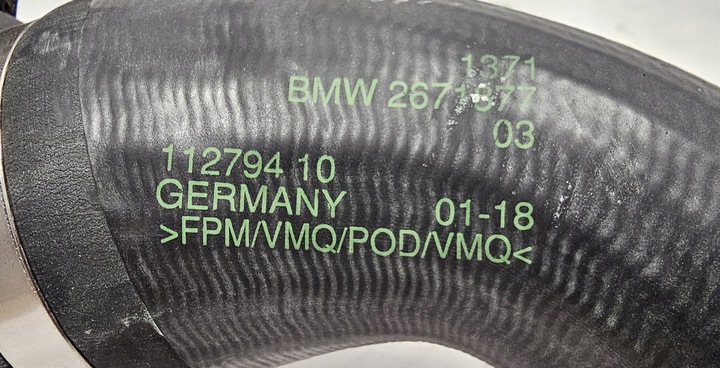 1371
BMW
03
112794 10
GERMANY 01-18
>FPM/VMQ/POD/VMQ<